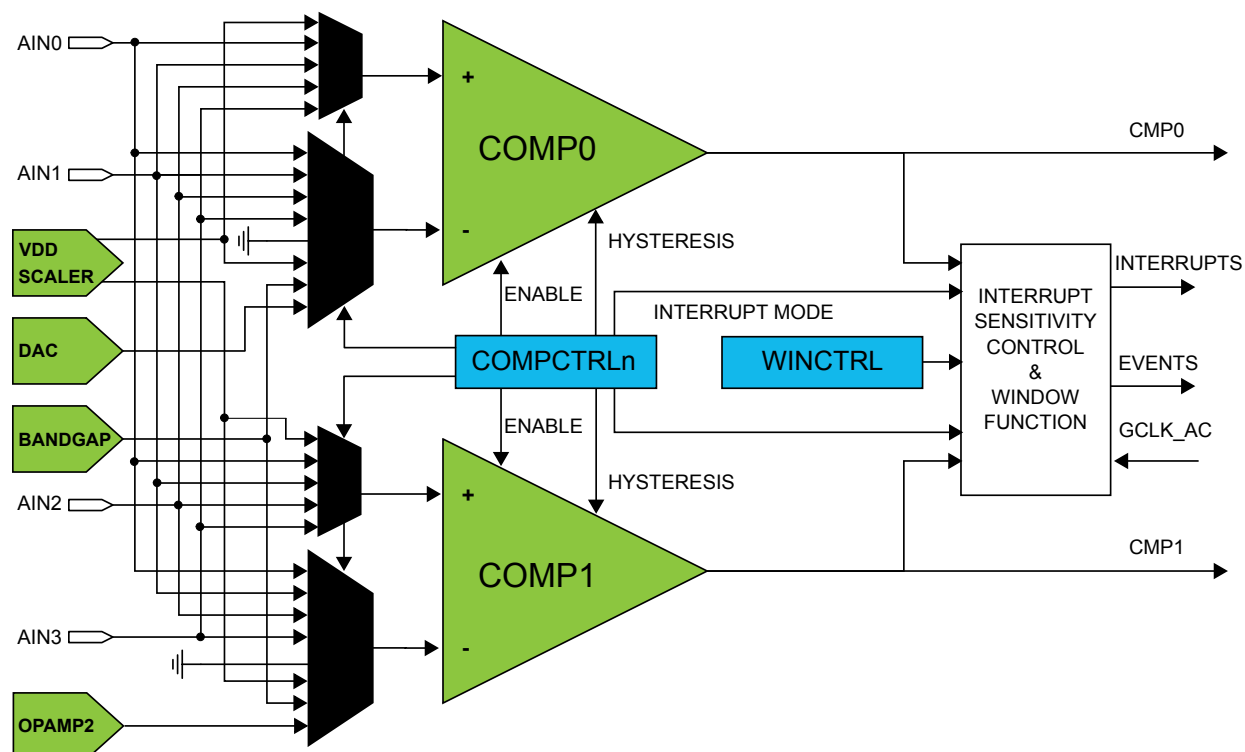 AIN0
+
COMP0
-
CMP0
AIN1
VDD
SCALER
HYSTERESIS
ENABLE
INTERRUPT MODE
INTERRUPT
SENSITIVITY
CONTROL
&
WINDOW
FUNCTION
INTERRUPTS
DAC
COMPCTRLn
WINCTRL
EVENTS
BANDGAP
ENABLE
GCLK_AC
HYSTERESIS
AIN2
+
COMP1
-
CMP1
AIN3
OPAMP2